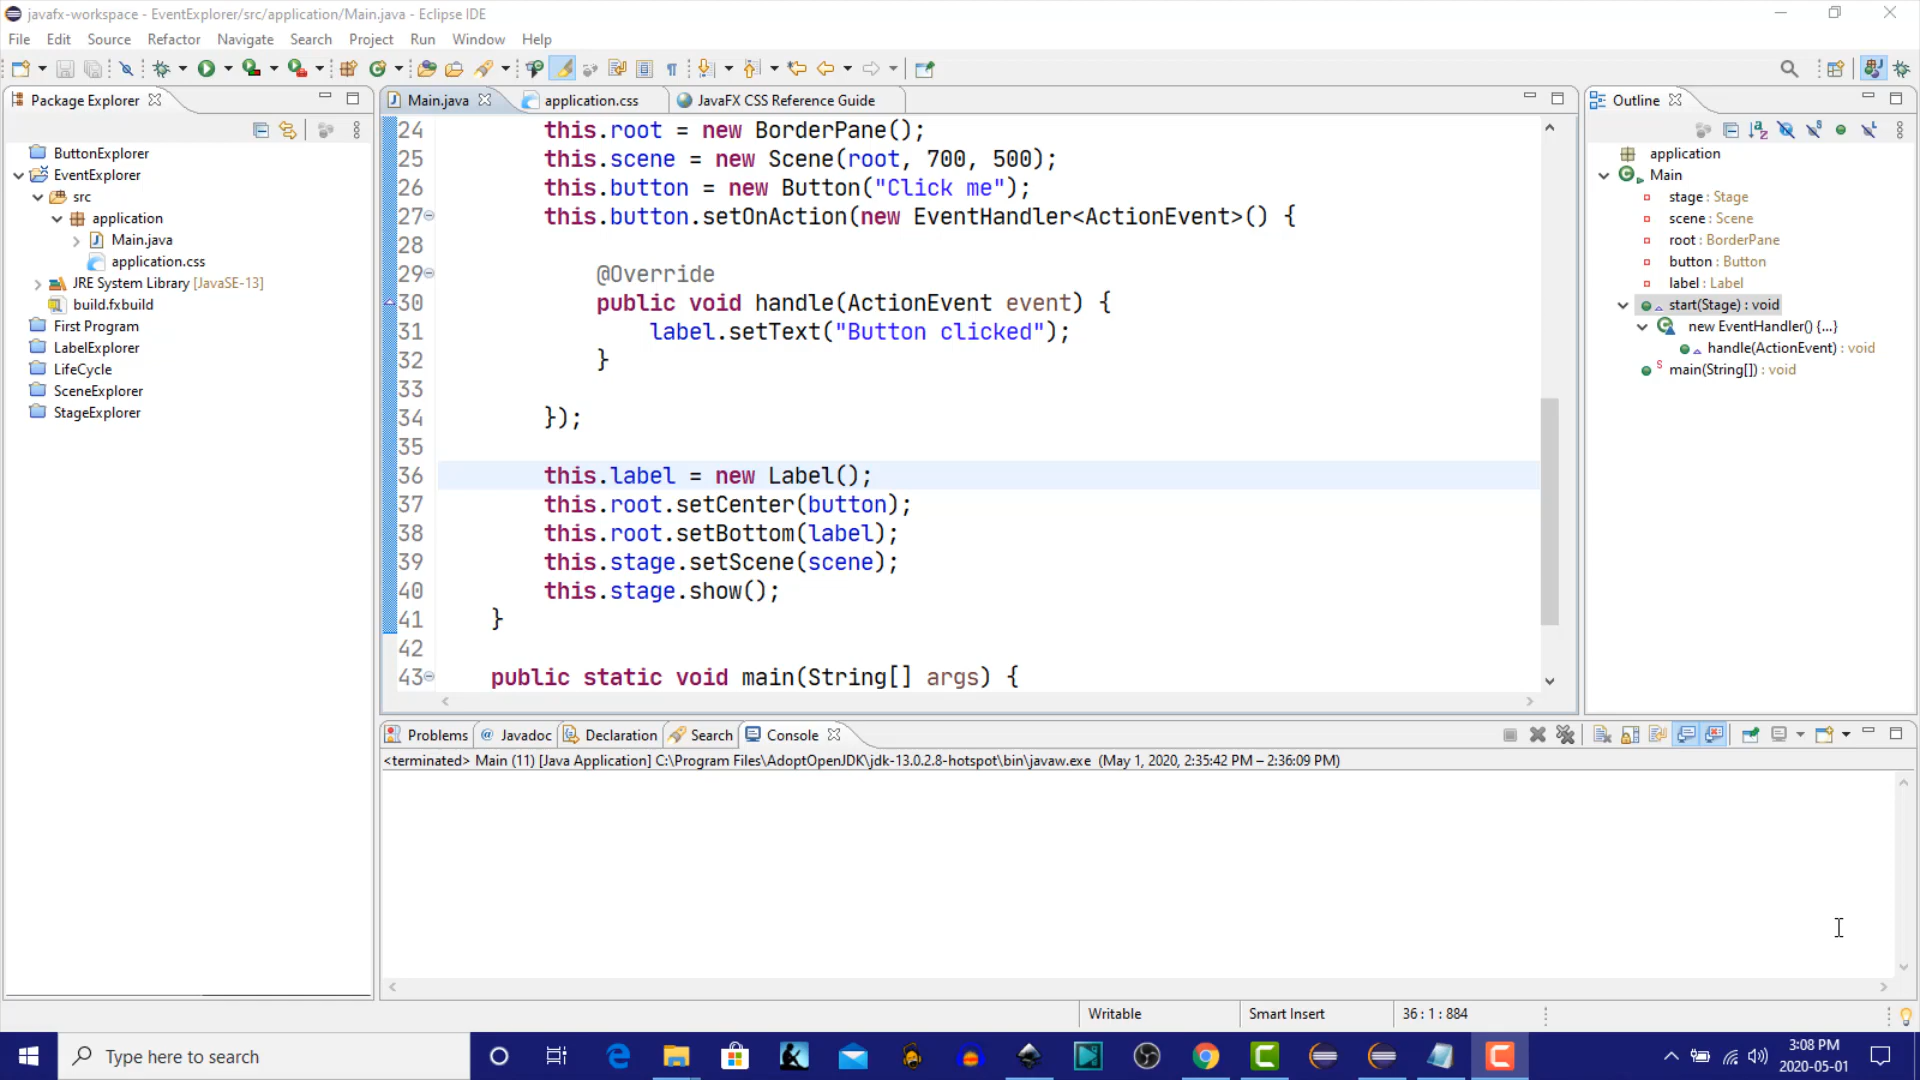 javafx-workspace - EventExplorer/src/application/Main.java - Eclipse IDE
File Edit Source Refactor Navigate Search Project Run Window Help
Package Explorer
ButtonExplorer
EventExplorer
src
application
Main.java
application.css
JRE System Library [JavaSE-13]
build.fxbuild
First Program
LabelExplorer
LifeCycle
SceneExplorer
StageExplorer
Main.java application.css JavaFX CSS Reference Guide
24 this.root = new BorderPane();
25 this.scene = new Scene(root, 700, 500);
26 this.button = new Button("Click me");
27 this.button.setOnAction(new EventHandler<ActionEvent>() {
28
29 @Override
30 public void handle(ActionEvent event) {
31 label.setText("Button clicked");
32 }
33
34 });
35
36 this.label = new Label();
37 this.root.setCenter(button);
38 this.root.setBottom(label);
39 this.stage.setScene(scene);
40 this.stage.show();
41 }
42
43 public static void main(String[] args) {
Outline
application
Main
stage : Stage
scene : Scene
root : BorderPane
button : Button
label : Label
start(Stage) : void
new EventHandler() {...}
handle(ActionEvent) : void
main(String[]) : void
Problems Javadoc Declaration Search Console
<terminated> Main (11) [Java Application] C:\Program Files\AdoptOpenJDK\jdk-13.0.2.8-hotspot\bin\javaw.exe (May 1, 2020, 2:35:42 PM – 2:36:09 PM)
Writable Smart Insert 36 : 1 : 884
Type here to search
3:08 PM
2020-05-01